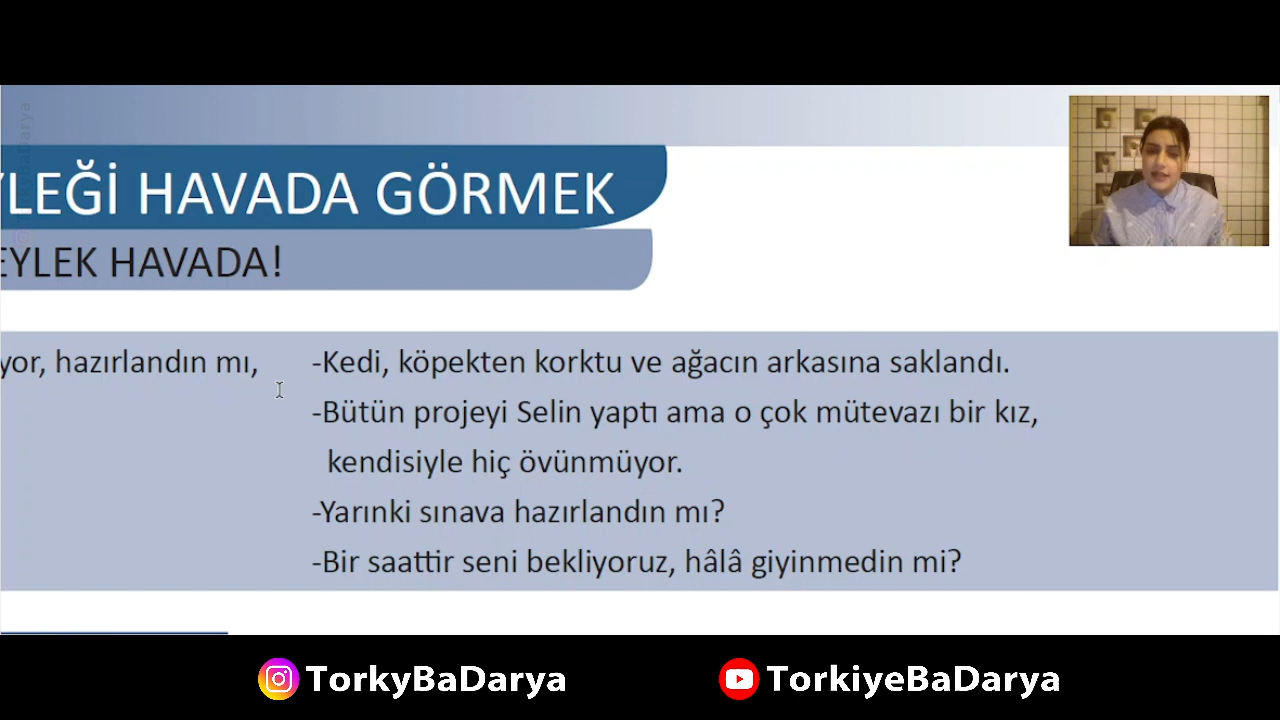 YLEĞİ HAVADA GÖRMEK
EYLEK HAVADA!
yor, hazırlandın mı,
-Kedi, köpekten korktu ve ağacın arkasına saklandı.
-Bütün projeyi Selin yaptı ama o çok mütevazı bir kız,
kendisiyle hiç övünmüyor.
-Yarınki sınava hazırlandın mı?
-Bir saattir seni bekliyoruz, hâlâ giyinmedin mi?
TorkyBaDarya
TorkiyeBaDarya